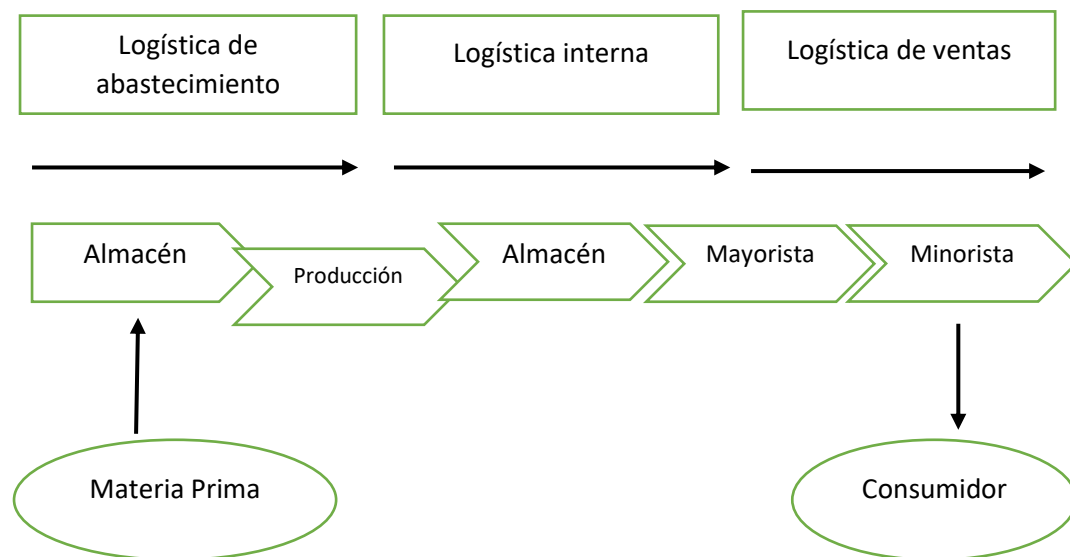 Logística de
abastecimiento
Logística interna
Logística de ventas
Almacén
Producción
Almacén
Mayorista
Minorista
Materia Prima
Consumidor